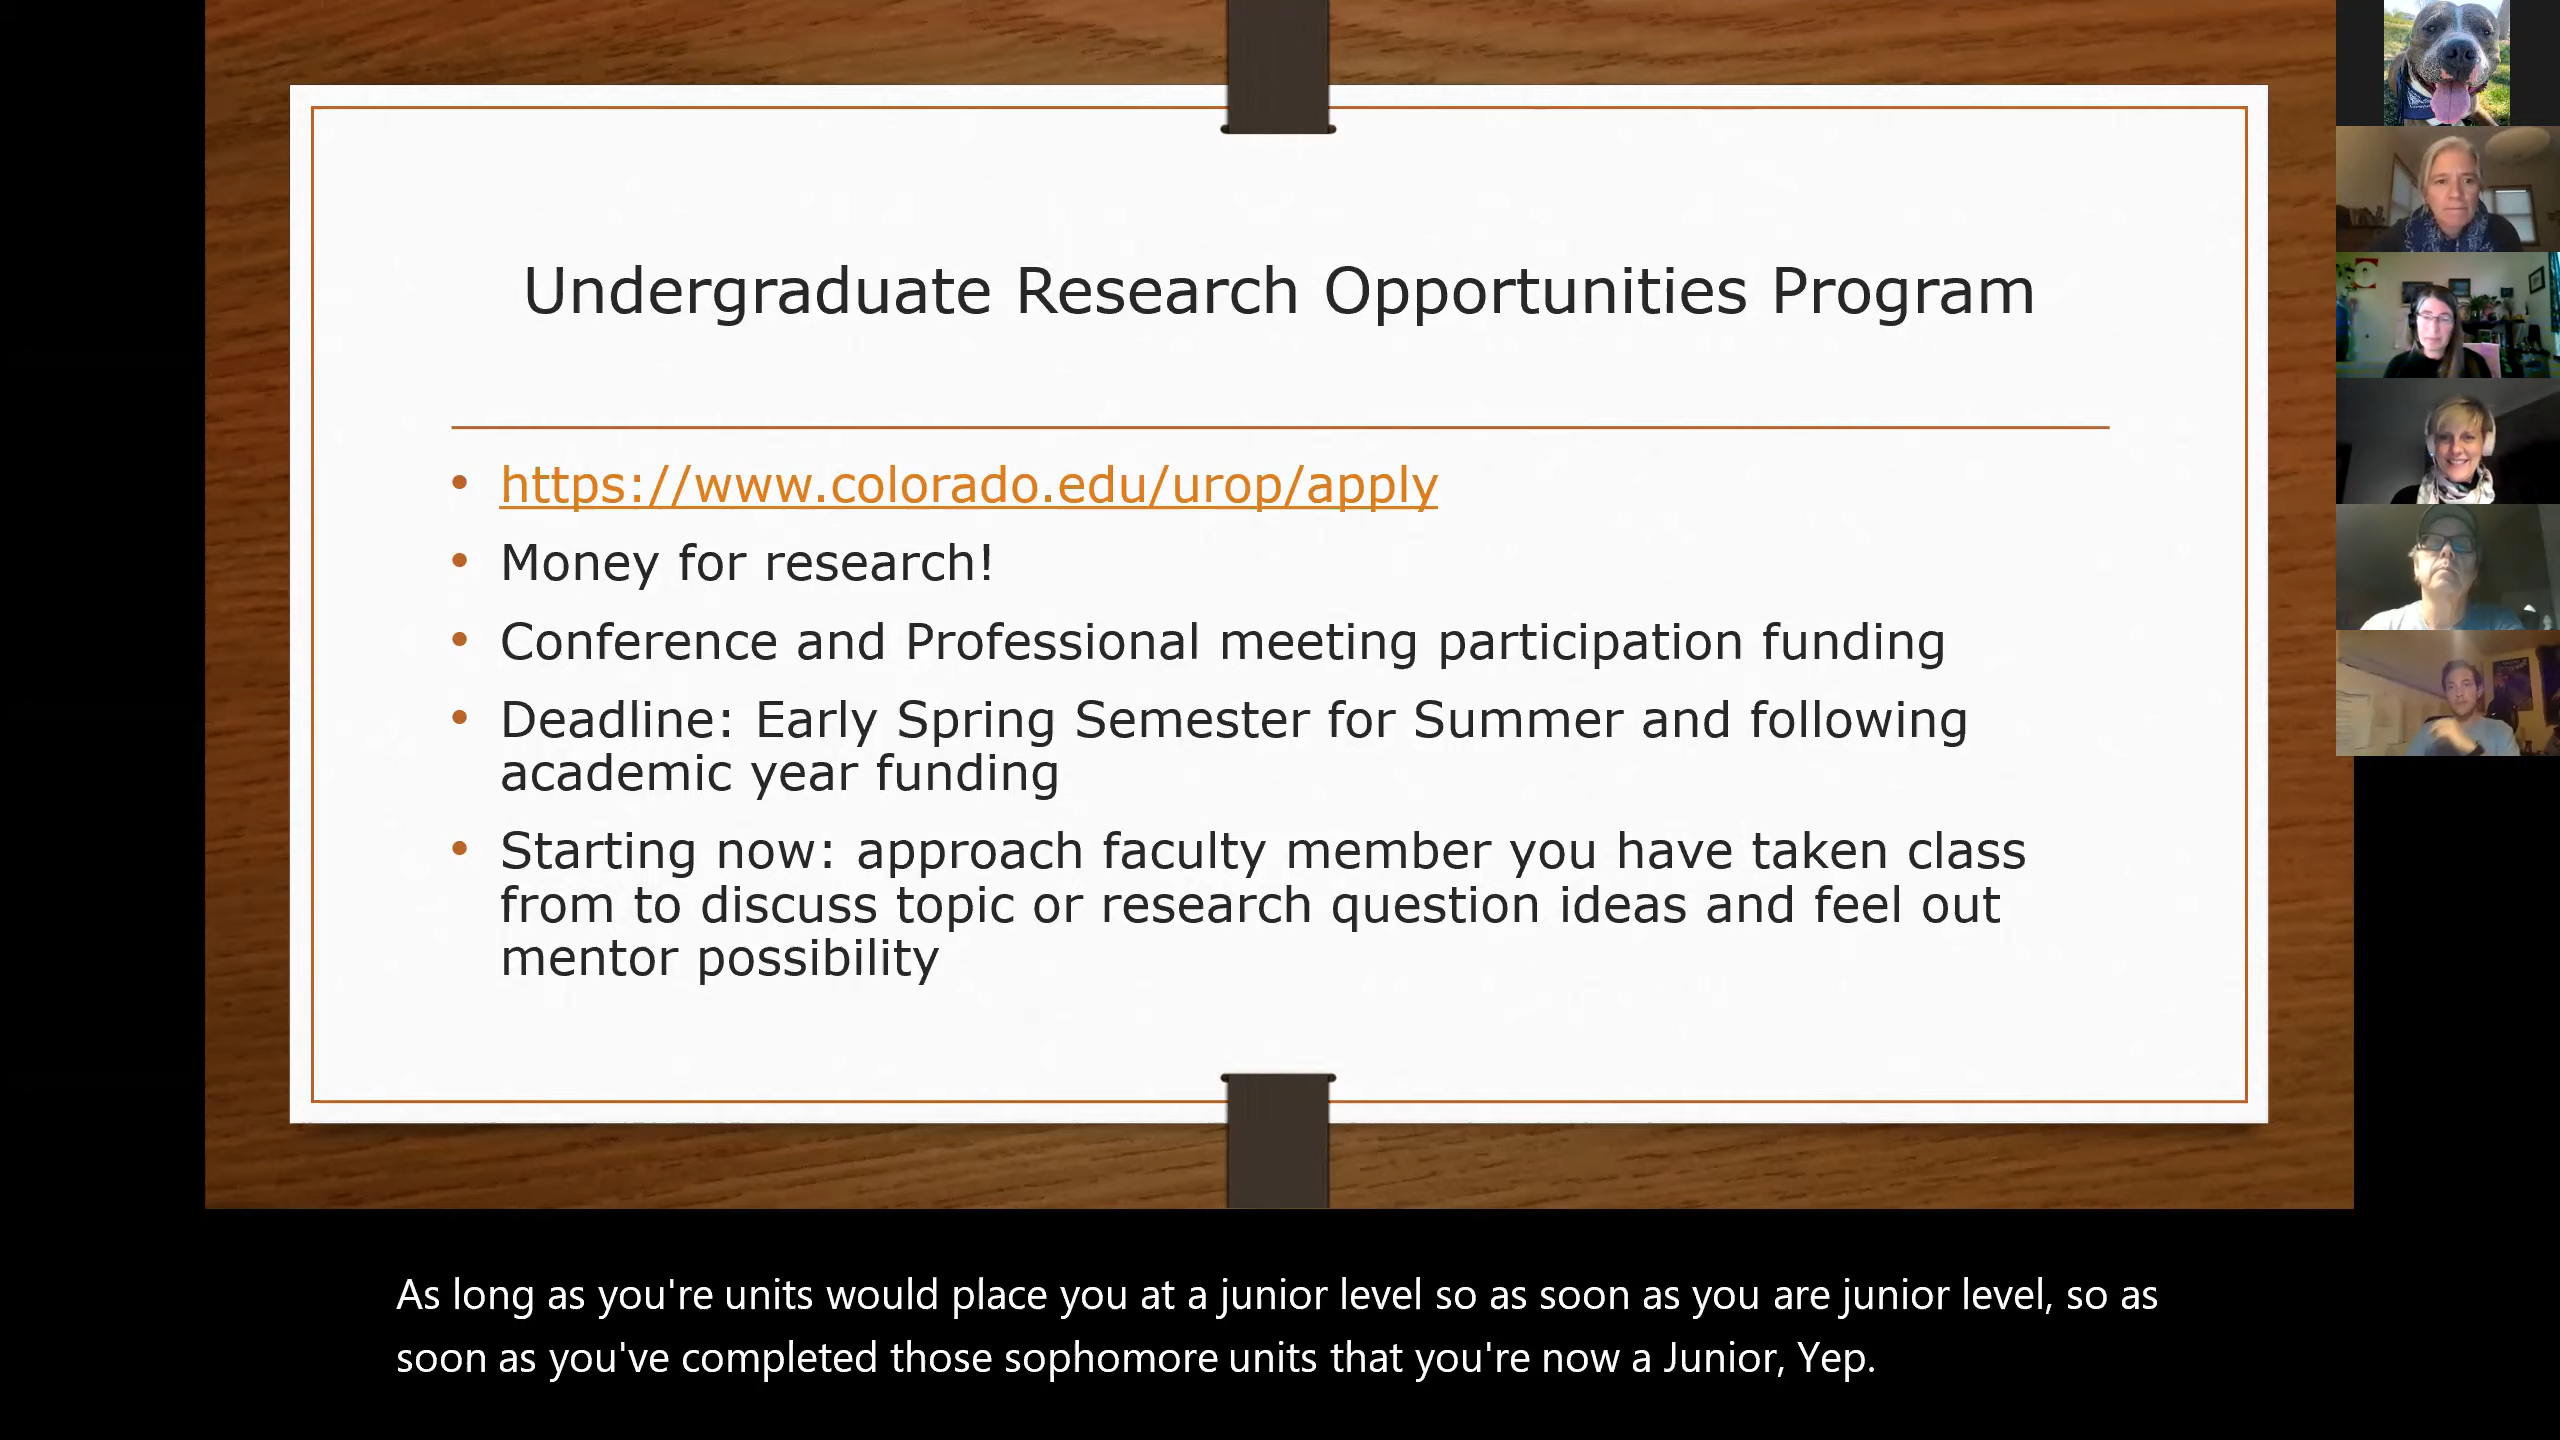 Undergraduate Research Opportunities Program
• https://www.colorado.edu/urop/apply
• Money for research!
• Conference and Professional meeting participation funding
• Deadline: Early Spring Semester for Summer and following
academic year funding
• Starting now: approach faculty member you have taken class
from to discuss topic or research question ideas and feel out
mentor possibility
As long as you're units would place you at a junior level so as soon as you are junior level, so as
soon as you've completed those sophomore units that you're now a Junior, Yep.